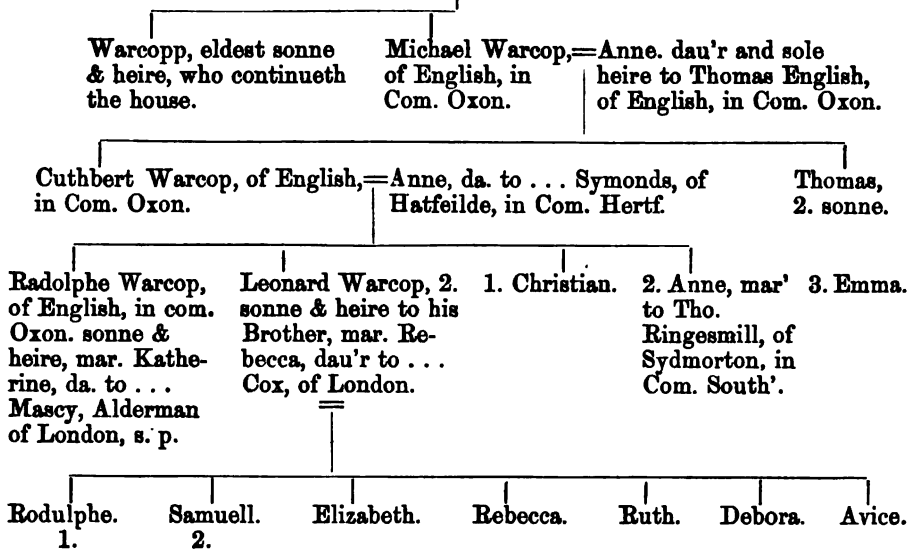 Warcopp, eldest sonne
& heire, who continueth
the house.
Michael Warcop,=Anne. dau'r and sole
of English, in
Com. Oxon.
heire to Thomas English,
of English, in Com. Oxon.
Cuthbert Warcop, of English,=Anne, da. to ... Symonds, of
in Com. Oxon.
Hatfeilde, in Com. Hertf.
Thomas,
2. sonne.
Radolphe Warcop,
of English, in com.
Oxon. sonne &
heire, mar. Kathe-
rine, da. to ...
Mascy, Alderman
of London, s. p.
Leonard Warcop, 2.
sonne & heire to his
Brother, mar. Re-
becca, dau'r to ...
Cox, of London.
=
1. Christian.
2. Anne, mar'
to Tho.
Ringesmill, of
Sydmorton, in
Com. South'.
3. Emma.
Rodulphe.
1.
Samuell.
2.
Elizabeth.
Rebecca.
Ruth.
Debora.
Avice.